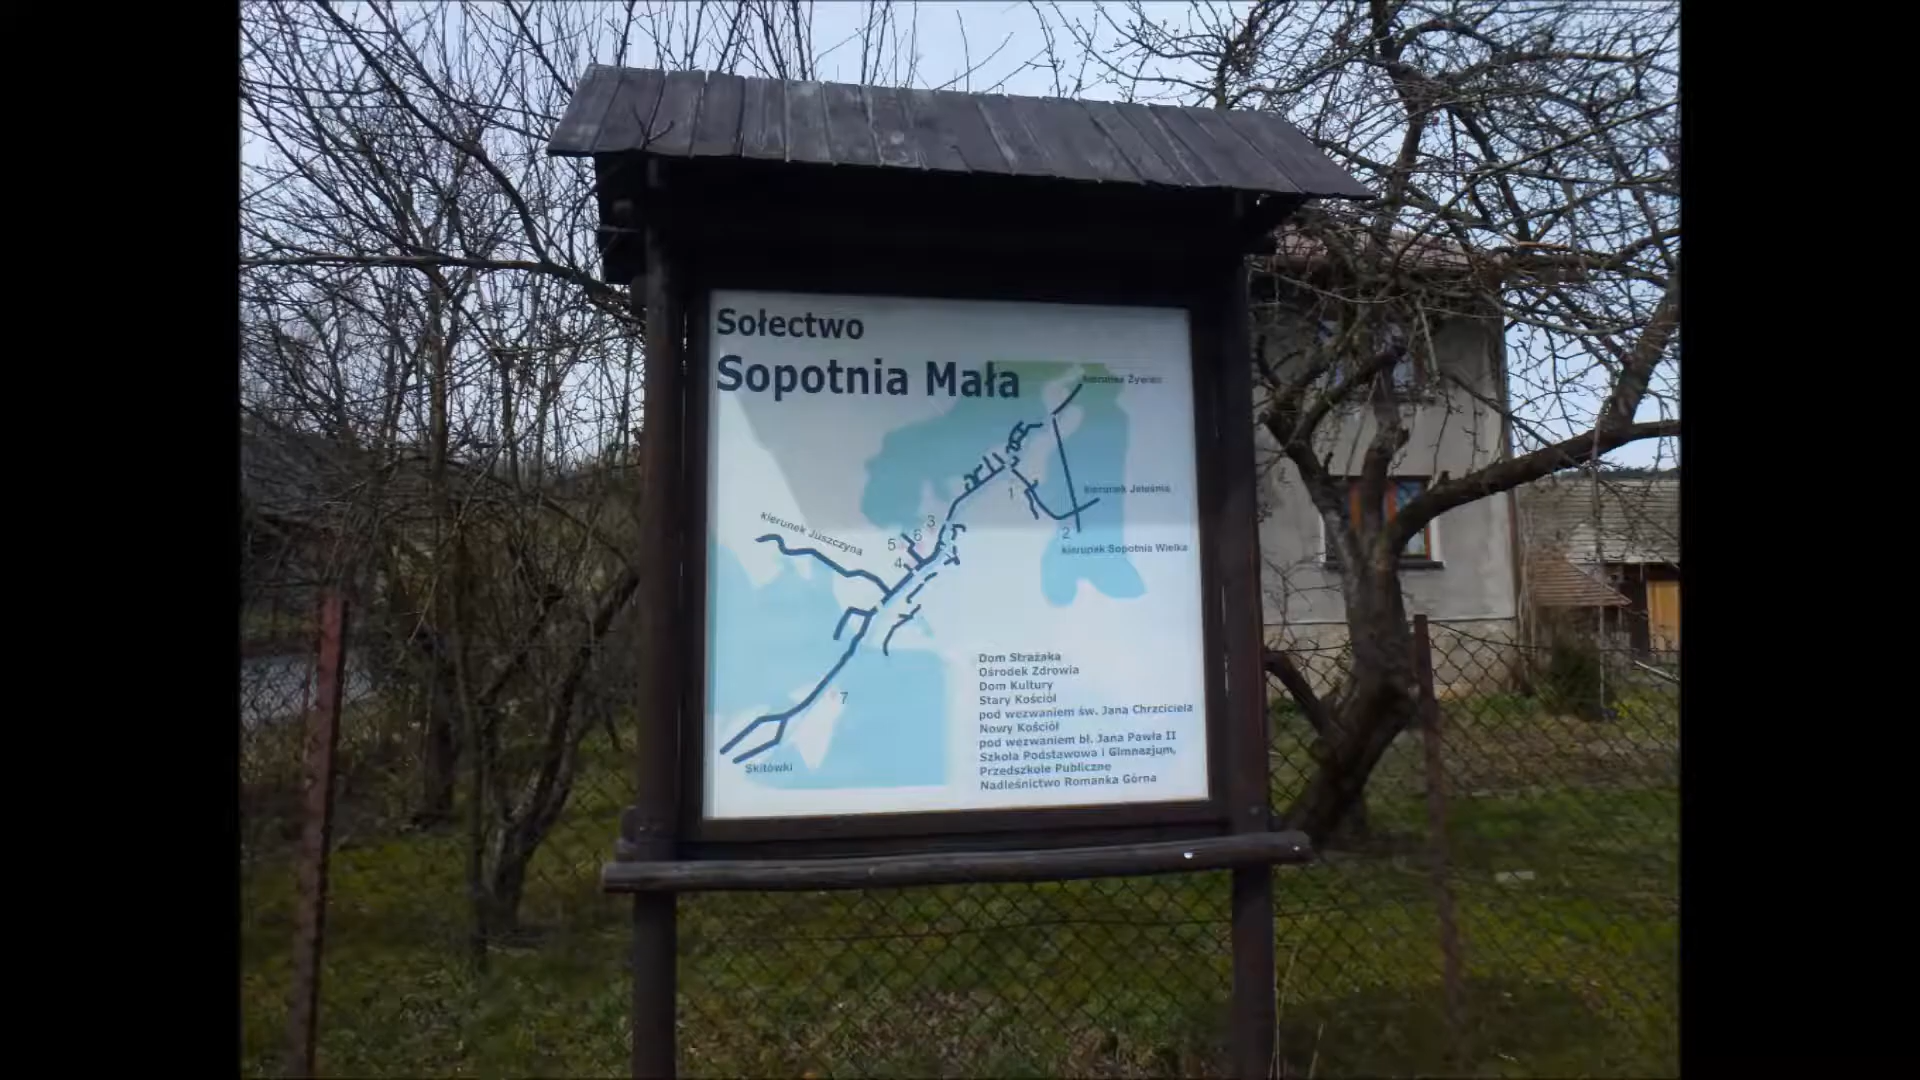 Sołectwo
Sopotnia Mała
kierunek Żywiec
kierunek Jeleśnia
1
kierunek Juszczyna
3
6
5
2
kierunek Sopotnia Wielka
4
7
Skitówki
Dom Strażaka
Ośrodek Zdrowia
Dom Kultury
Stary Kościół
pod wezwaniem św. Jana Chrzciciela
Nowy Kościół
pod wezwaniem bł. Jana Pawła II
Szkoła Podstawowa i Gimnazjum,
Przedszkole Publiczne
Nadleśnictwo Romanka Górna